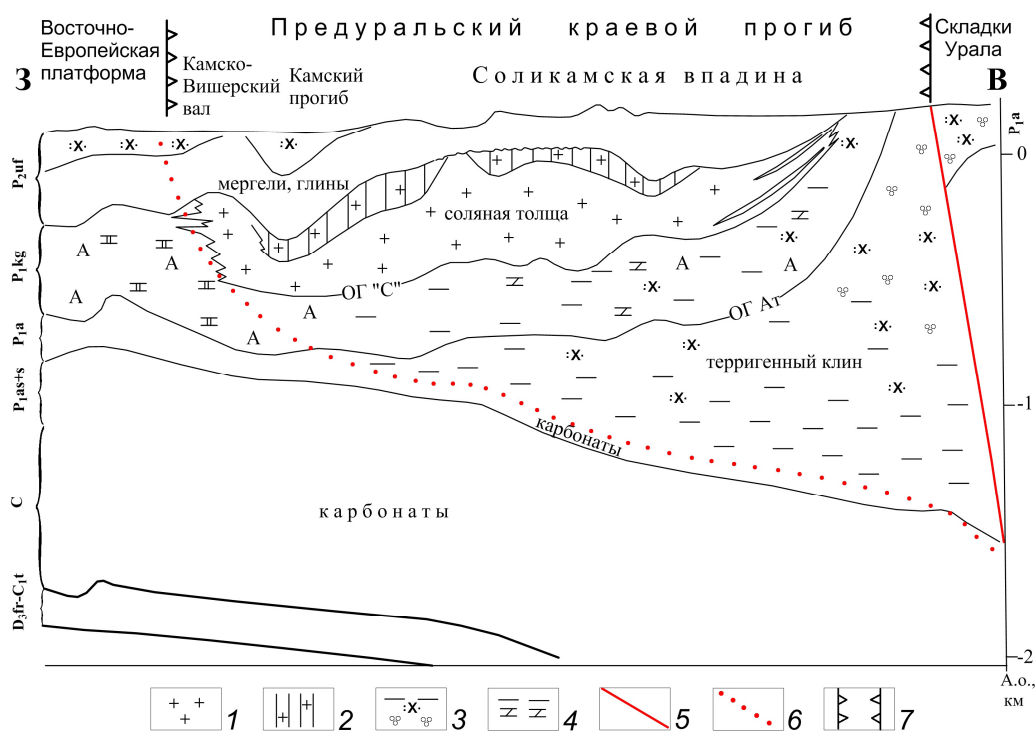 Восточно-
Европейская
платформа
Предуральский краевой прогиб
Складки
Урала
З
Камско-
Вишерский
вал
Камский
прогиб
Соликамская впадина
В
P₁a
0
-1
-2
А.о.,
км
P₂uf
P₁kg
P₁a
P₁as+s
C
D₃fr-C₁t
:X· :X· :X· :X· :X· :X·
мергели, глины
соляная толща
А А А А А А А
ОГ "С"
ОГ Ат
:X· :X· :X· :X· :X· :X· :X· :X· :X·
терригенный клин
карбонаты
карбонаты
1
2
:X·
3
4
5
6
7